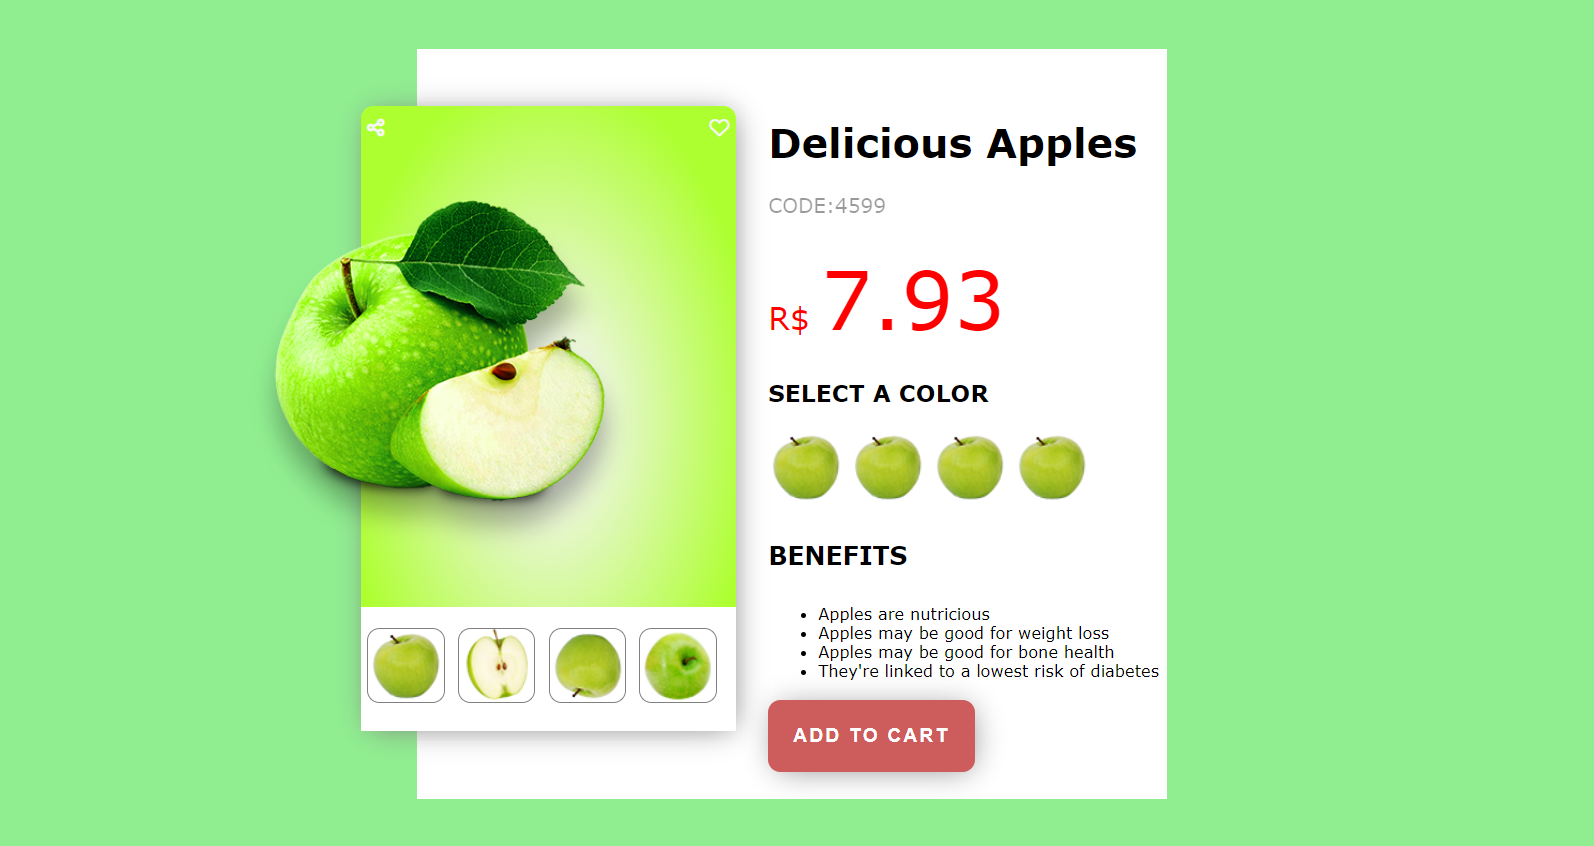 Delicious Apples
CODE:4599
R$ 7.93
SELECT A COLOR
BENEFITS
• Apples are nutricious
• Apples may be good for weight loss
• Apples may be good for bone health
• They're linked to a lowest risk of diabetes
ADD TO CART